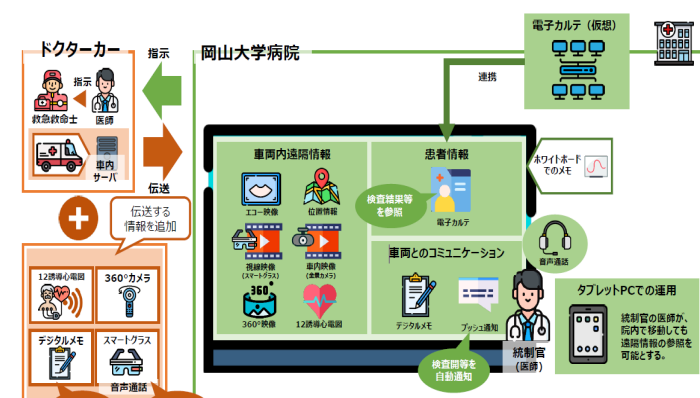 ドクターカー
指示
岡山大学病院
電子カルテ（仮想）
連携
指示
救急救命士
医師
車内
サーバ
伝送
伝送する
情報を追加
12誘導心電図
360°カメラ
デジタルメモ
スマートグラス
音声通話
車両内遠隔情報
エコー映像
位置情報
視線映像
(スマートグラス)
車内映像
(全景カメラ)
360°
360°映像
12誘導心電図
患者情報
検査結果等
を参照
電子カルテ
車両とのコミュニケーション
デジタルメモ
プッシュ通知
検査開等を
自動通知
ホワイトボード
でのメモ
音声通話
統制官
(医師)
タブレットPCでの運用
統制官の医師が、
院内で移動しても
遠隔情報の参照を
可能とする。